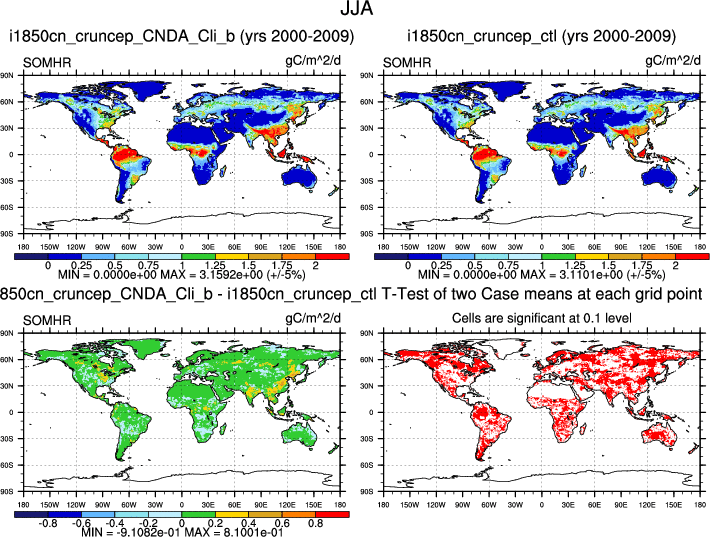 JJA
i1850cn_cruncep_CNDA_Cli_b (yrs 2000-2009)
SOMHR gC/m^2/d
90N
60N
30N
0
30S
60S
90S
180 150W 120W 90W 60W 30W 0 30E 60E 90E 120E 150E 180
0 0.25 0.5 0.75 1 1.25 1.5 1.75 2
MIN = 0.0000e+00 MAX = 3.1592e+00 (+/-5%)
i1850cn_cruncep_ctl (yrs 2000-2009)
SOMHR gC/m^2/d
90N
60N
30N
0
30S
60S
90S
180 150W 120W 90W 60W 30W 0 30E 60E 90E 120E 150E 180
0 0.25 0.5 0.75 1 1.25 1.5 1.75 2
MIN = 0.0000e+00 MAX = 3.1101e+00 (+/-5%)
850cn_cruncep_CNDA_Cli_b - i1850cn_cruncep_ctl
SOMHR gC/m^2/d
90N
60N
30N
0
30S
60S
90S
180 150W 120W 90W 60W 30W 0 30E 60E 90E 120E 150E 180
-0.8 -0.6 -0.4 -0.2 0 0.2 0.4 0.6 0.8
MIN = -9.1082e-01 MAX = 8.1001e-01
T-Test of two Case means at each grid point
Cells are significant at 0.1 level
90N
60N
30N
0
30S
60S
90S
180 150W 120W 90W 60W 30W 0 30E 60E 90E 120E 150E 180